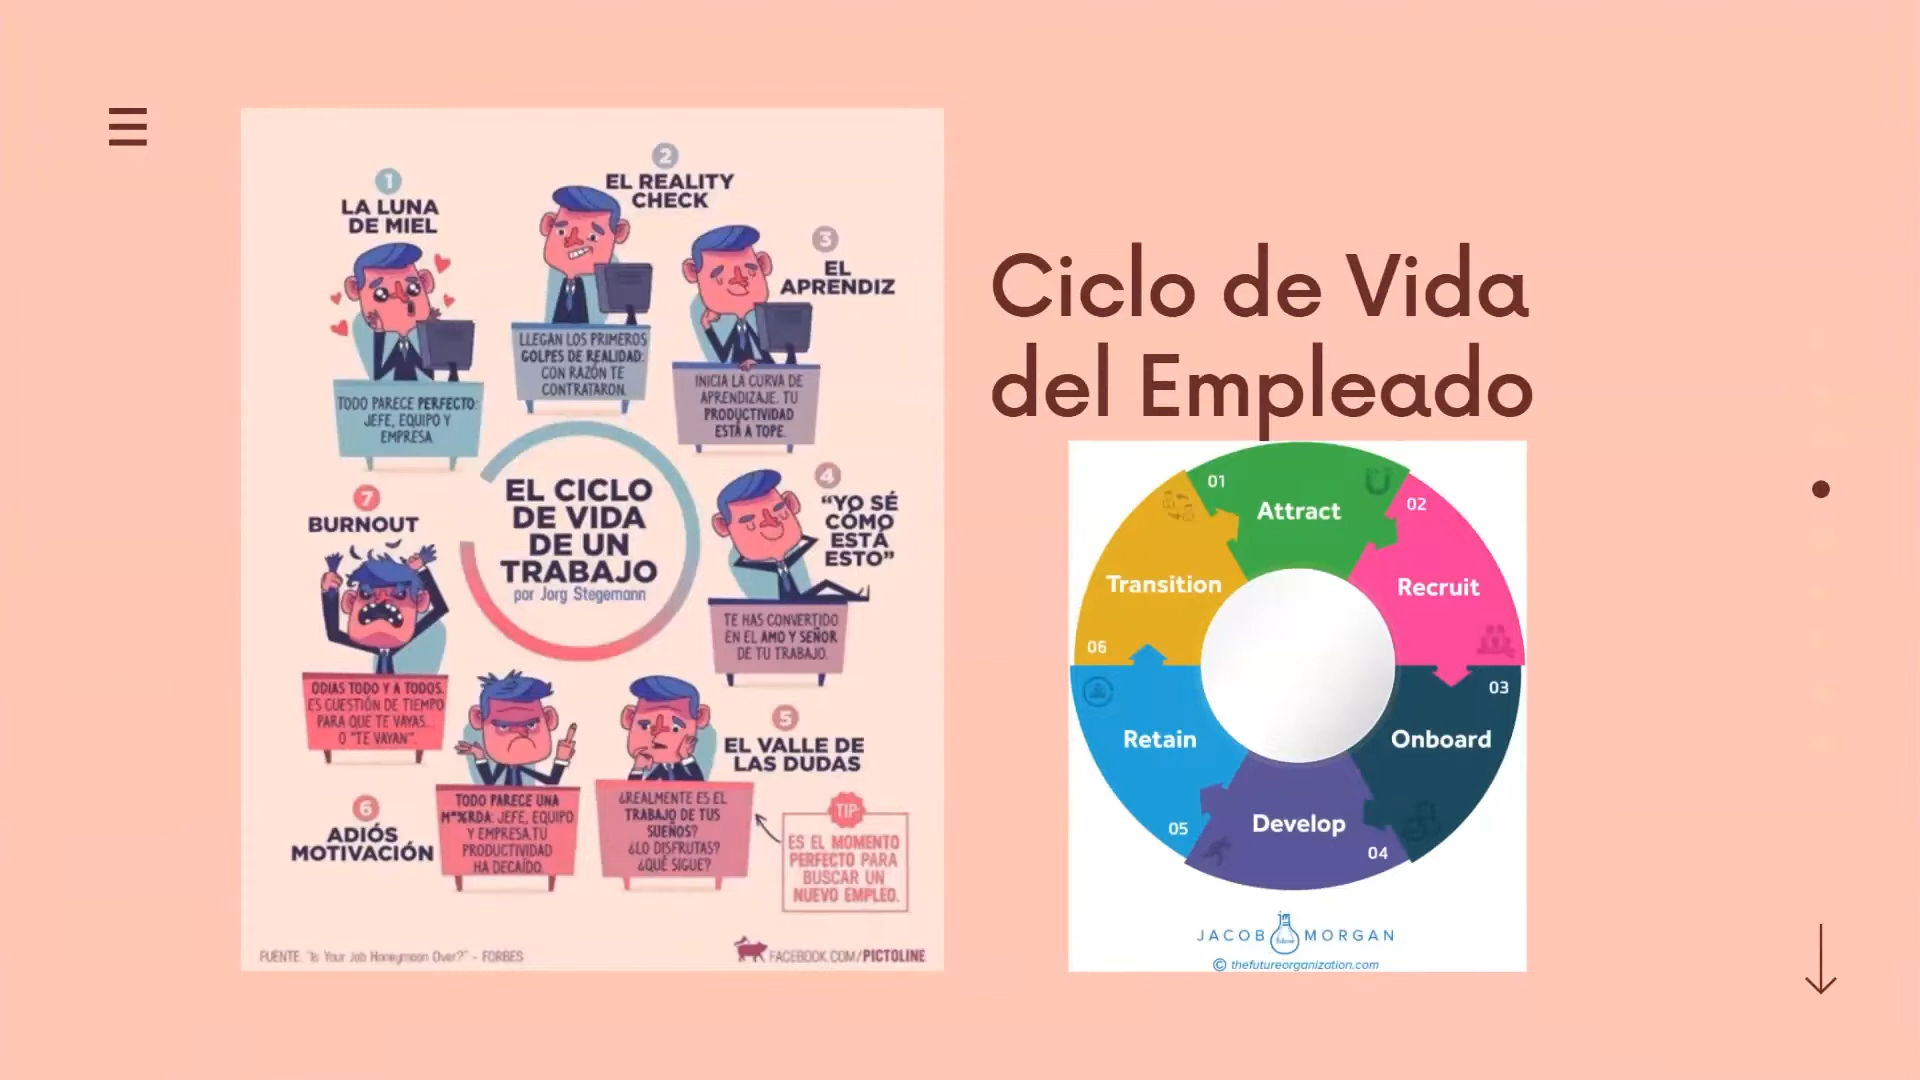 1
LA LUNA
DE MIEL
TODO PARECE PERFECTO:
JEFE, EQUIPO Y
EMPRESA
2
EL REALITY
CHECK
LLEGAN LOS PRIMEROS
GOLPES DE REALIDAD:
CON RAZÓN TE
CONTRATARON.
3
EL
APRENDIZ
INICIA LA CURVA DE
APRENDIZAJE. TU
PRODUCTIVIDAD
ESTÁ A TOPE.
4
“YO SÉ
CÓMO
ESTÁ
ESTO”
TE HAS CONVERTIDO
EN EL AMO Y SEÑOR
DE TU TRABAJO.
EL CICLO
DE VIDA
DE UN
TRABAJO
por Jorg Stegemann
5
EL VALLE DE
LAS DUDAS
¿REALMENTE ES EL
TRABAJO DE TUS
SUEÑOS?
¿LO DISFRUTAS?
¿QUÉ SIGUE?
TIP
ES EL MOMENTO
PERFECTO PARA
BUSCAR UN
NUEVO EMPLEO.
6
ADIÓS
MOTIVACIÓN
TODO PARECE UNA
M*%RDA: JEFE, EQUIPO
Y EMPRESA.TU
PRODUCTIVIDAD
HA DECAÍDO.
7
BURNOUT
ODIAS TODO Y A TODOS.
ES CUESTIÓN DE TIEMPO
PARA QUE TE VAYAS...
O “TE VAYAN”.
FUENTE: “Is Your Job Honeymoon Over?” - FORBES
FACEBOOK.COM/PICTOLINE
Ciclo de Vida
del Empleado
01
Attract
02
Recruit
03
Onboard
Develop
04
Retain
05
Transition
06
JACOB MORGAN
© thefutureorganization.com